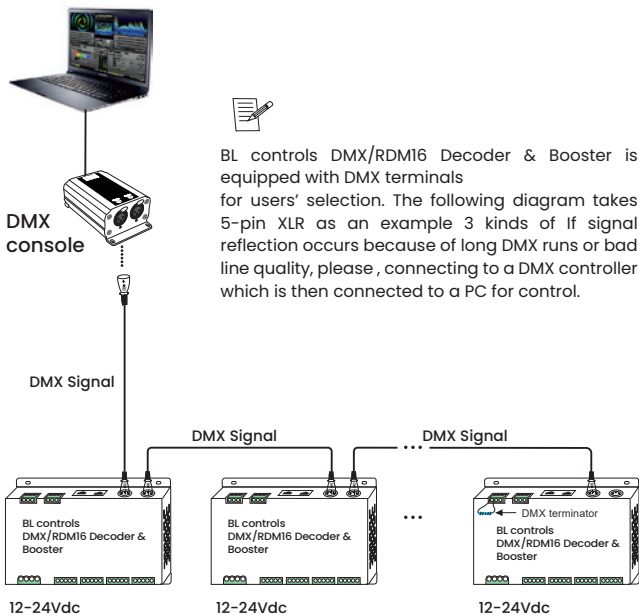 BL controls DMX/RDM16 Decoder & Booster is
equipped with DMX terminals
for users’ selection. The following diagram takes
5-pin XLR as an example 3 kinds of If signal
reflection occurs because of long DMX runs or bad
line quality, please , connecting to a DMX controller
which is then connected to a PC for control.
DMX
console
DMX Signal
DMX Signal
DMX Signal
BL controls
DMX/RDM16 Decoder &
Booster
BL controls
DMX/RDM16 Decoder &
Booster
DMX terminator
BL controls
DMX/RDM16 Decoder &
Booster
12-24Vdc
12-24Vdc
12-24Vdc